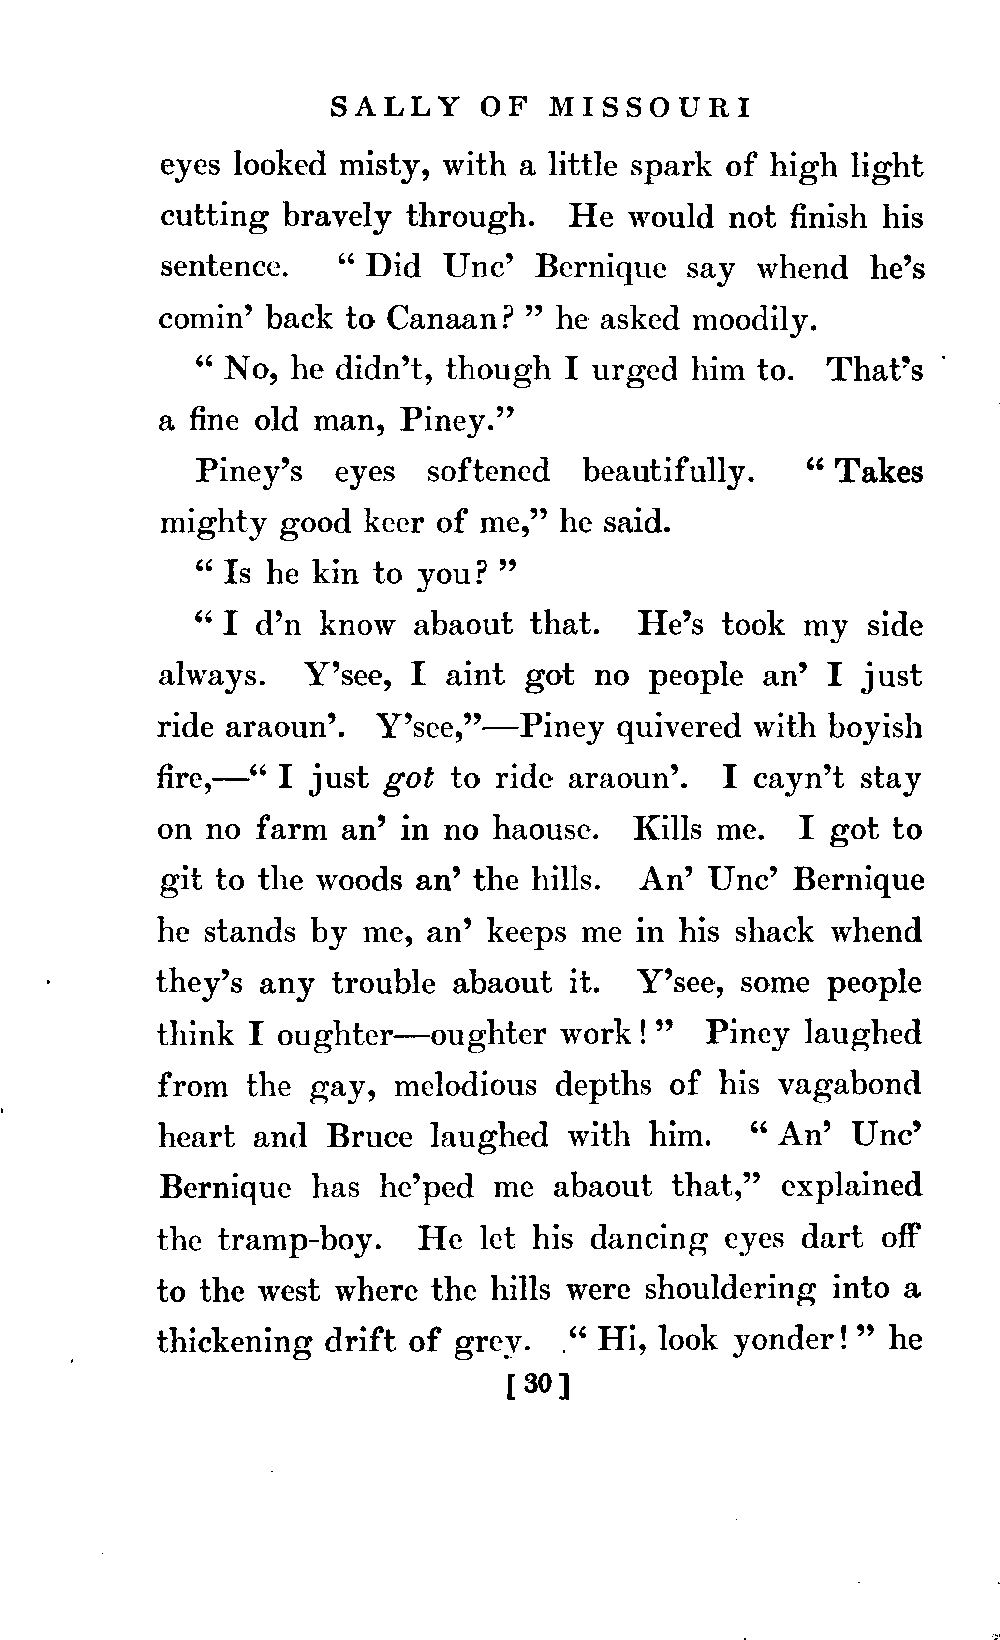 SALLY OF MISSOURI
eyes looked misty, with a little spark of high light
cutting bravely through. He would not finish his
sentence. “ Did Unc’ Bernique say whend he’s
comin’ back to Canaan? ” he asked moodily.
“ No, he didn’t, though I urged him to. That’s
a fine old man, Piney.”
Piney’s eyes softened beautifully. “ Takes
mighty good keer of me,” he said.
“ Is he kin to you? ”
“ I d’n know abaout that. He’s took my side
always. Y’see, I aint got no people an’ I just
ride araoun’. Y’see,”—Piney quivered with boyish
fire,—“ I just got to ride araoun’. I cayn’t stay
on no farm an’ in no haouse. Kills me. I got to
git to the woods an’ the hills. An’ Unc’ Bernique
he stands by me, an’ keeps me in his shack whend
they’s any trouble abaout it. Y’see, some people
think I oughter—oughter work! ” Piney laughed
from the gay, melodious depths of his vagabond
heart and Bruce laughed with him. “ An’ Unc’
Bernique has he’ped me abaout that,” explained
the tramp-boy. He let his dancing eyes dart off
to the west where the hills were shouldering into a
thickening drift of grey. “ Hi, look yonder! ” he
[ 30 ]